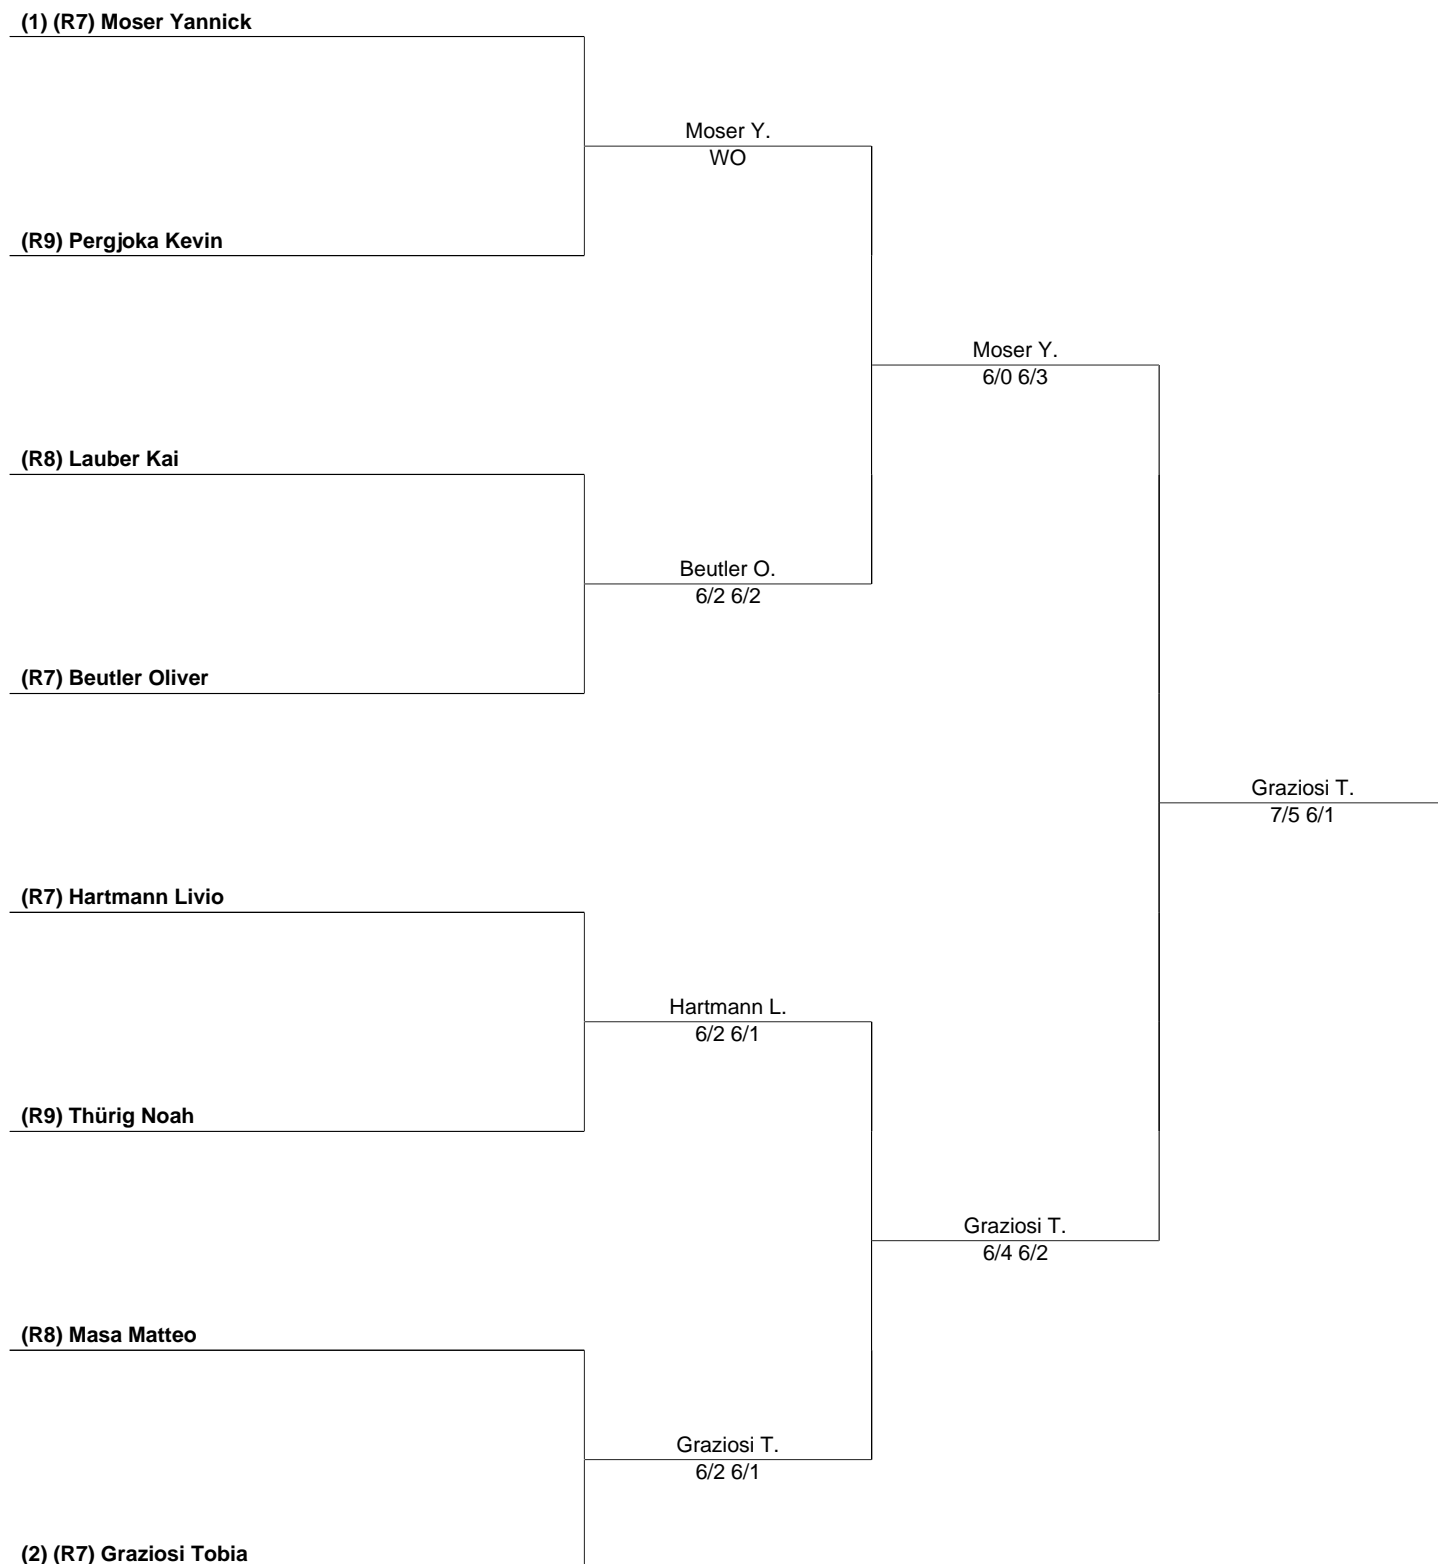 (1) (R7) Moser Yannick
Moser Y.
WO
(R9) Pergjoka Kevin
Moser Y.
6/0 6/3
(R8) Lauber Kai
Beutler O.
6/2 6/2
(R7) Beutler Oliver
Graziosi T.
7/5 6/1
(R7) Hartmann Livio
Hartmann L.
6/2 6/1
(R9) Thürig Noah
Graziosi T.
6/4 6/2
(R8) Masa Matteo
Graziosi T.
6/2 6/1
(2) (R7) Graziosi Tobia